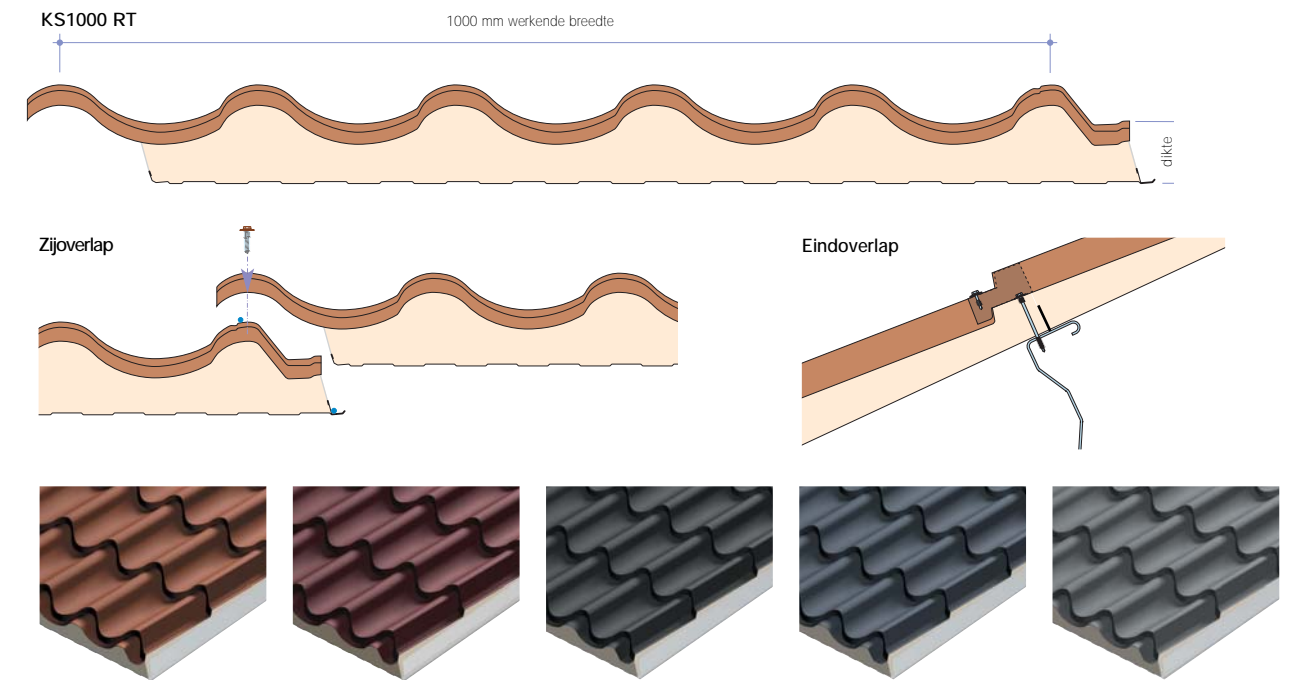 KS1000 RT
1000 mm werkende breedte
dikte
Zijoverlap
Eindoverlap